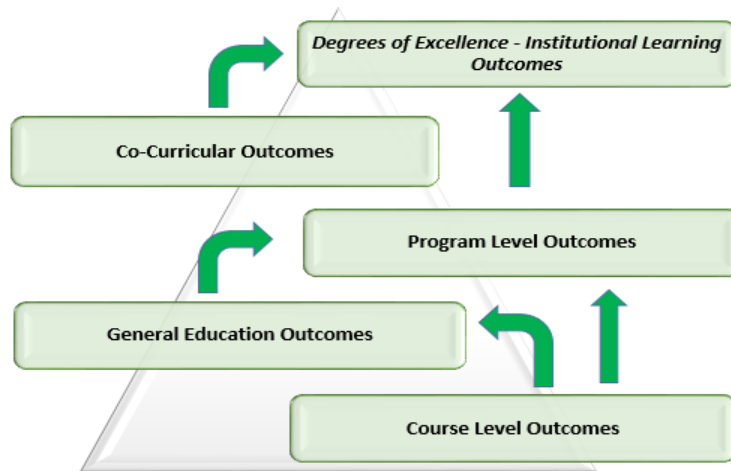 Degrees of Excellence - Institutional Learning
Outcomes
Co-Curricular Outcomes
Program Level Outcomes
General Education Outcomes
Course Level Outcomes